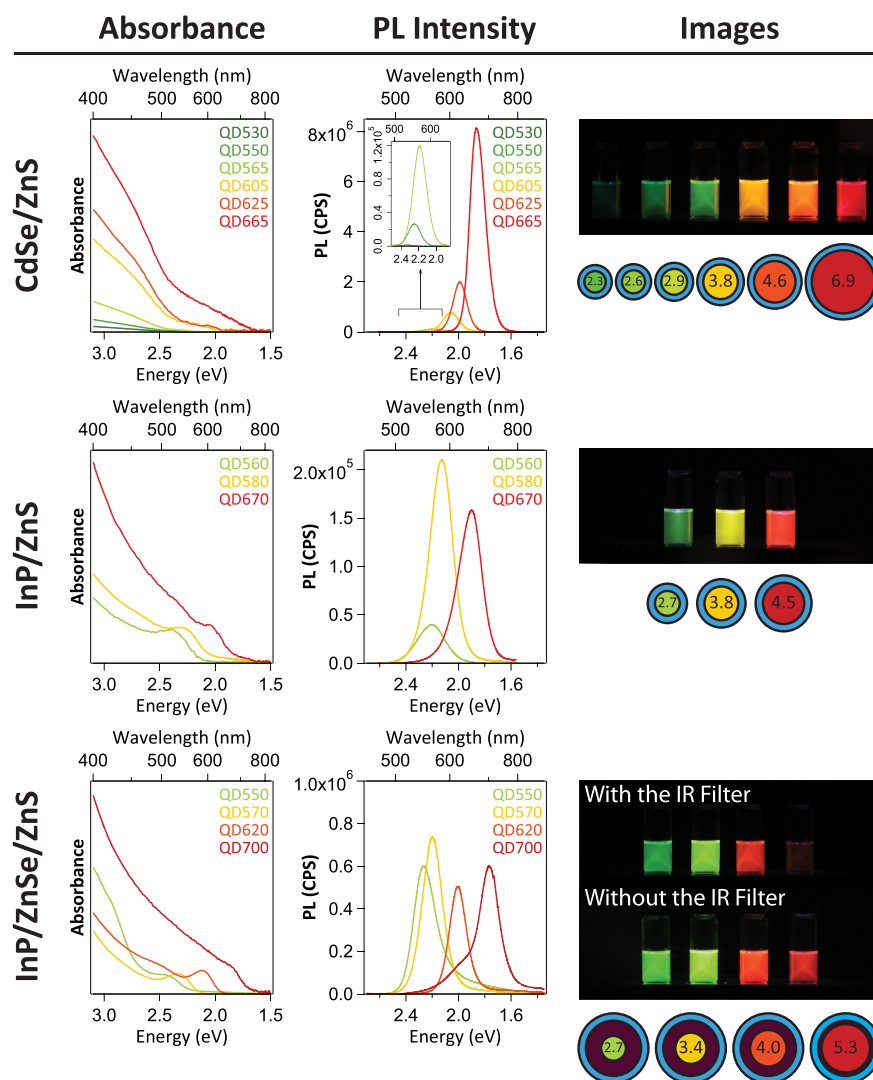 Absorbance PL Intensity Images
CdSe/ZnS
Wavelength (nm)
400 500 600 800
Absorbance
QD530
QD550
QD565
QD605
QD625
QD665
3.0 2.5 2.0 1.5
Energy (eV)
Wavelength (nm)
500 600 800
PL (CPS)
8x10⁶
6
4
2
0
500 600
1.2x10⁵
0.8
0.4
0.0
2.4 2.2 2.0
QD530
QD550
QD565
QD605
QD625
QD665
2.4 2.0 1.6
Energy (eV)
2.3 2.6 2.9 3.8 4.6 6.9
InP/ZnS
Wavelength (nm)
400 500 600 800
Absorbance
QD560
QD580
QD670
3.0 2.5 2.0 1.5
Energy (eV)
Wavelength (nm)
500 600 800
PL (CPS)
2.0x10⁵
1.5
1.0
0.5
0.0
QD560
QD580
QD670
2.4 2.0 1.6
Energy (eV)
2.7 3.8 4.5
InP/ZnSe/ZnS
Wavelength (nm)
400 500 600 800
Absorbance
QD550
QD570
QD620
QD700
3.0 2.5 2.0 1.5
Energy (eV)
Wavelength (nm)
500 600 800
PL (CPS)
1.0x10⁶
0.8
0.6
0.4
0.2
0.0
QD550
QD570
QD620
QD700
2.4 2.0 1.6
Energy (eV)
With the IR Filter
Without the IR Filter
2.7 3.4 4.0 5.3